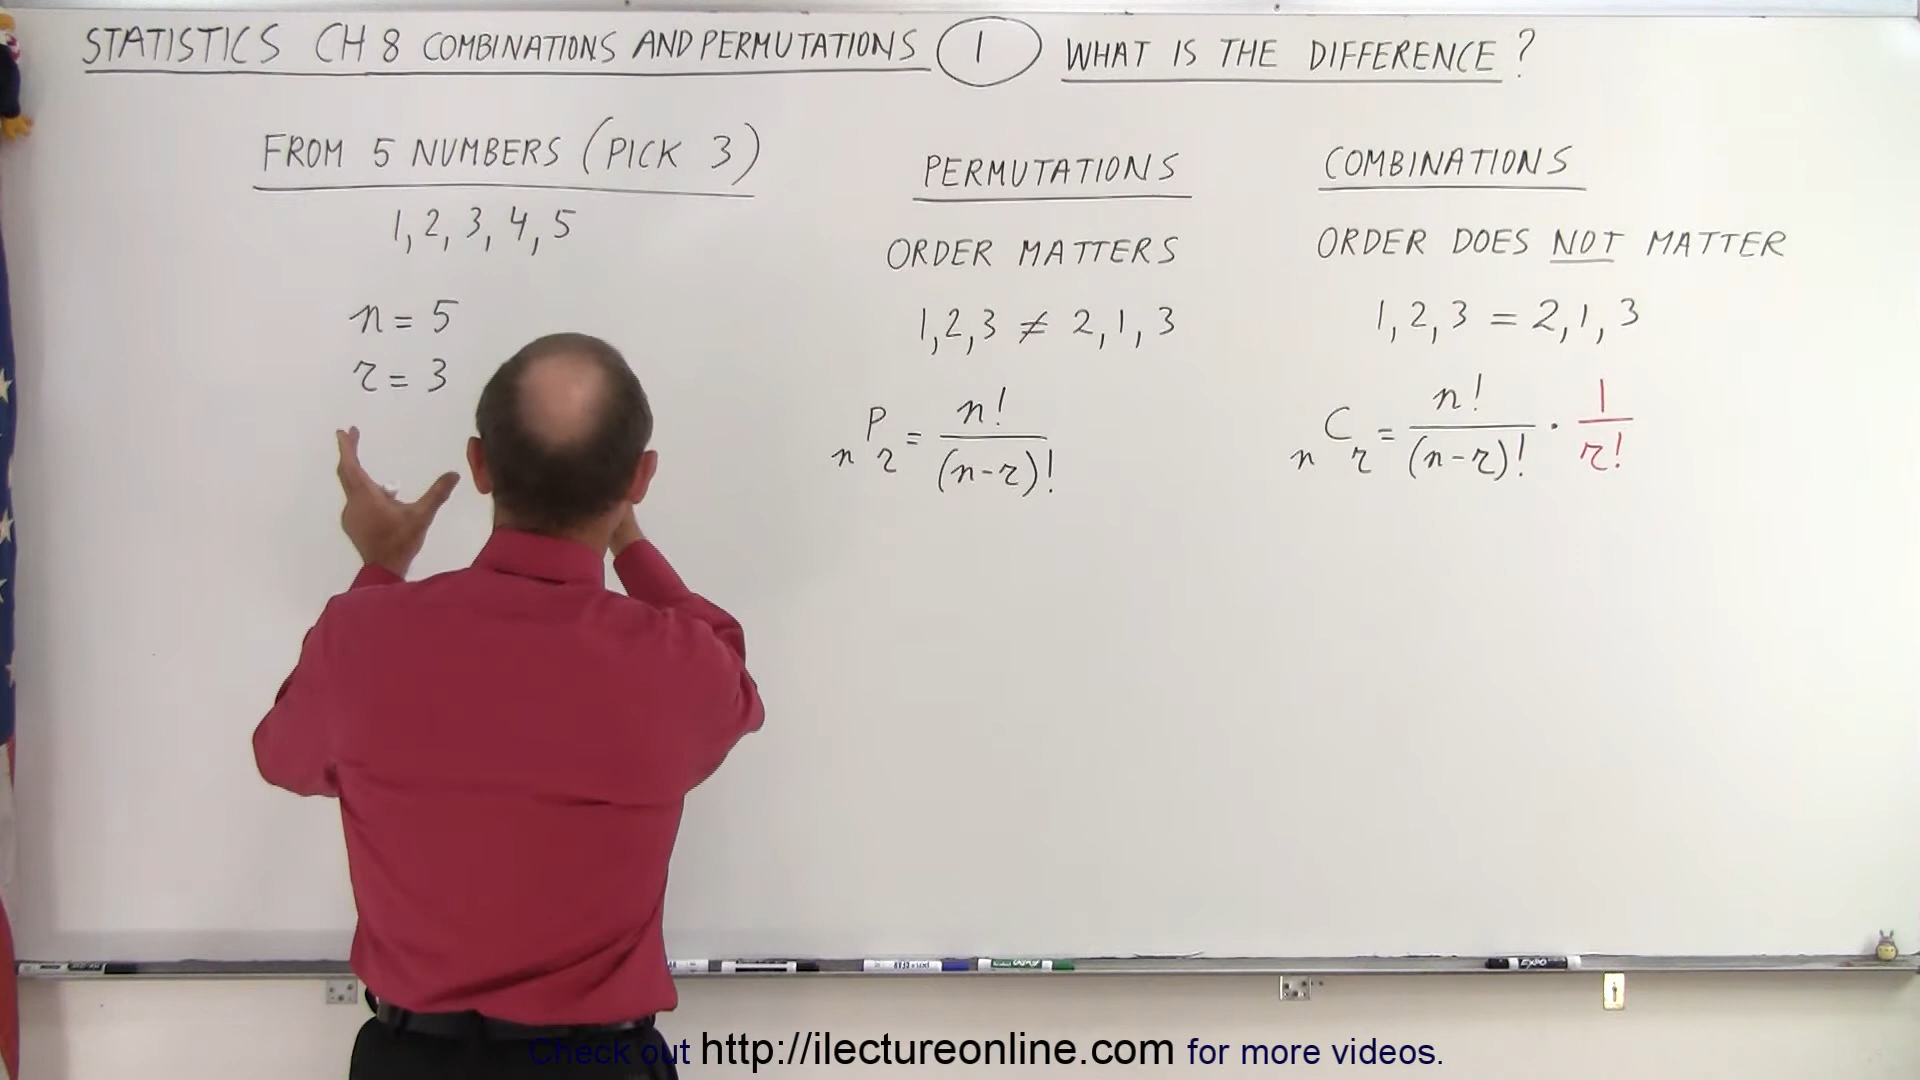 STATISTICS CH 8 COMBINATIONS AND PERMUTATIONS 1 WHAT IS THE DIFFERENCE?
FROM 5 NUMBERS (PICK 3)
1, 2, 3, 4, 5
n = 5
r = 3
PERMUTATIONS
ORDER MATTERS
1,2,3 ≠ 2,1,3
nPr = n!/(n-r)!
COMBINATIONS
ORDER DOES NOT MATTER
1,2,3 = 2,1,3
nCr = n!/(n-r)! · 1/r!
EXPO
Check out http://ilectureonline.com for more videos.